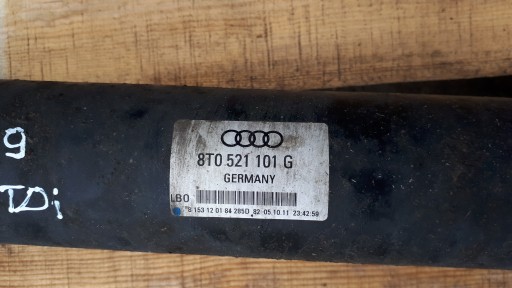 9
TDi
8T0 521 101 G
GERMANY
LBO
*8 153 12 01 84 285D 82 05.10.11 23:42:59